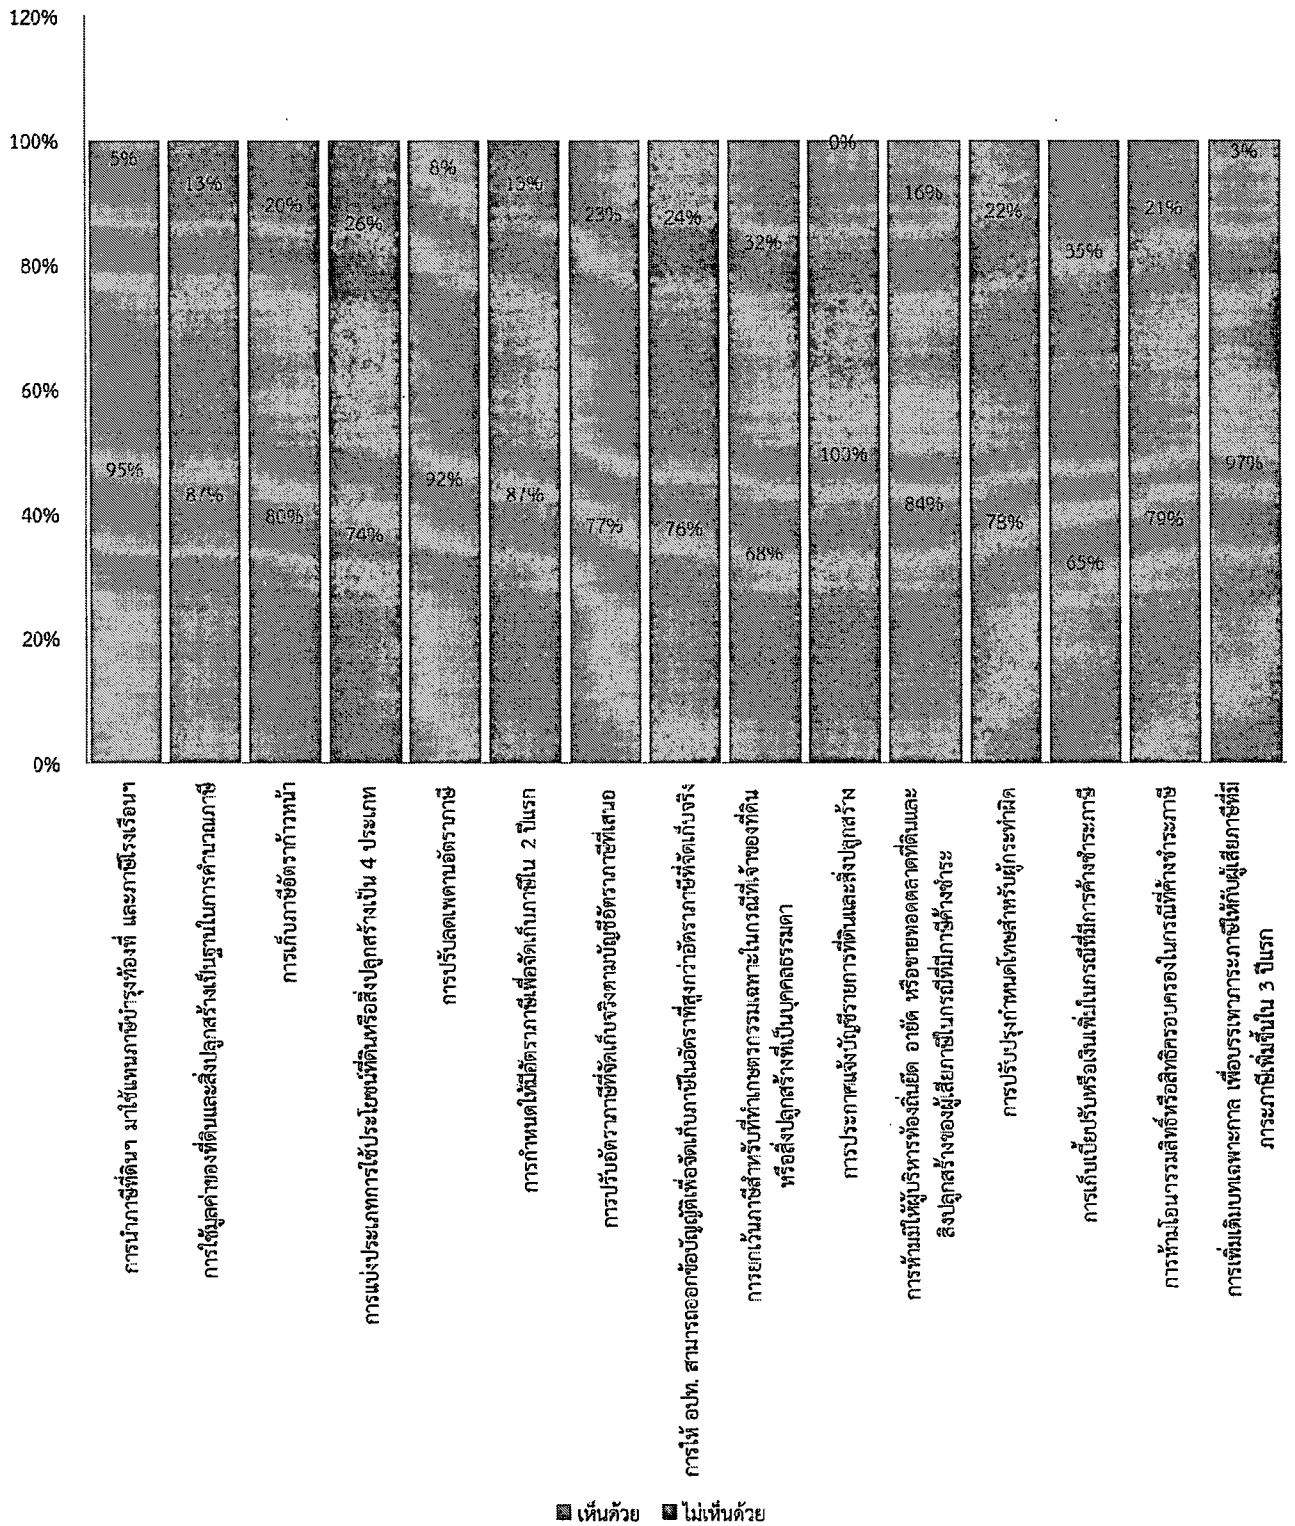 120%
100%
80%
60%
40%
20%
0%
5%
13%
20%
26%
8%
13%
23%
24%
32%
0%
16%
22%
35%
21%
3%
95%
87%
80%
74%
92%
87%
77%
76%
68%
100%
84%
78%
65%
79%
97%
การนำภาษีที่ดินฯ มาใช้แทนภาษีบำรุงท้องที่ และภาษีโรงเรือนฯ
การใช้มูลค่าของที่ดินและสิ่งปลูกสร้างเป็นฐานในการคำนวณภาษี
การเก็บภาษีอัตราก้าวหน้า
การแบ่งประเภทการใช้ประโยชน์ที่ดินหรือสิ่งปลูกสร้างเป็น 4 ประเภท
การปรับลดเพดานอัตราภาษี
การกำหนดให้มีอัตราภาษีเพื่อจัดเก็บภาษีใน 2 ปีแรก
การปรับอัตราภาษีที่จัดเก็บจริงตามบัญชีอัตราภาษีที่เสนอ
การให้ อปท. สามารถออกข้อบัญญัติเพื่อจัดเก็บภาษีในอัตราที่สูงกว่าอัตราภาษีที่จัดเก็บจริง
การยกเว้นภาษีสำหรับที่ทำเกษตรกรรมเฉพาะในกรณีที่เจ้าของที่ดิน
หรือสิ่งปลูกสร้างที่เป็นบุคคลธรรมดา
การประกาศแจ้งบัญชีรายการที่ดินและสิ่งปลูกสร้าง
การห้ามมิให้ผู้บริหารท้องถิ่นยึด อายัด หรือขายทอดตลาดที่ดินและ
สิ่งปลูกสร้างของผู้เสียภาษีในกรณีที่มีภาษีค้างชำระ
การปรับปรุงกำหนดโทษสำหรับผู้กระทำผิด
การเก็บเบี้ยปรับหรือเงินเพิ่มในกรณีที่มีการค้างชำระภาษี
การห้ามโอนกรรมสิทธิ์หรือสิทธิครอบครองในกรณีที่ค้างชำระภาษี
การเพิ่มเติมบทเฉพาะกาล เพื่อบรรเทาภาระภาษีให้กับผู้เสียภาษีที่มี
ภาระภาษีเพิ่มขึ้นใน 3 ปีแรก
เห็นด้วย ไม่เห็นด้วย